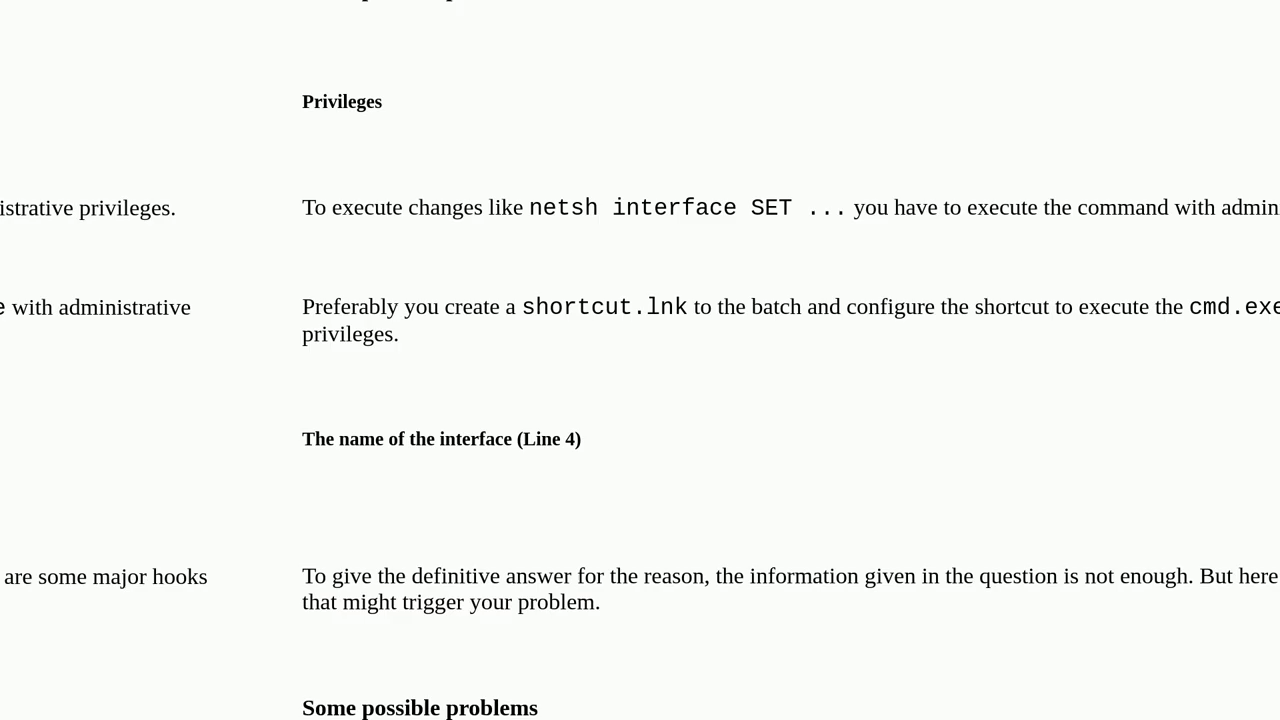 Privileges
istrative privileges.
To execute changes like netsh interface SET ... you have to execute the command with admin
e with administrative
Preferably you create a shortcut.lnk to the batch and configure the shortcut to execute the cmd.exe
privileges.
The name of the interface (Line 4)
are some major hooks
To give the definitive answer for the reason, the information given in the question is not enough. But here
that might trigger your problem.
Some possible problems